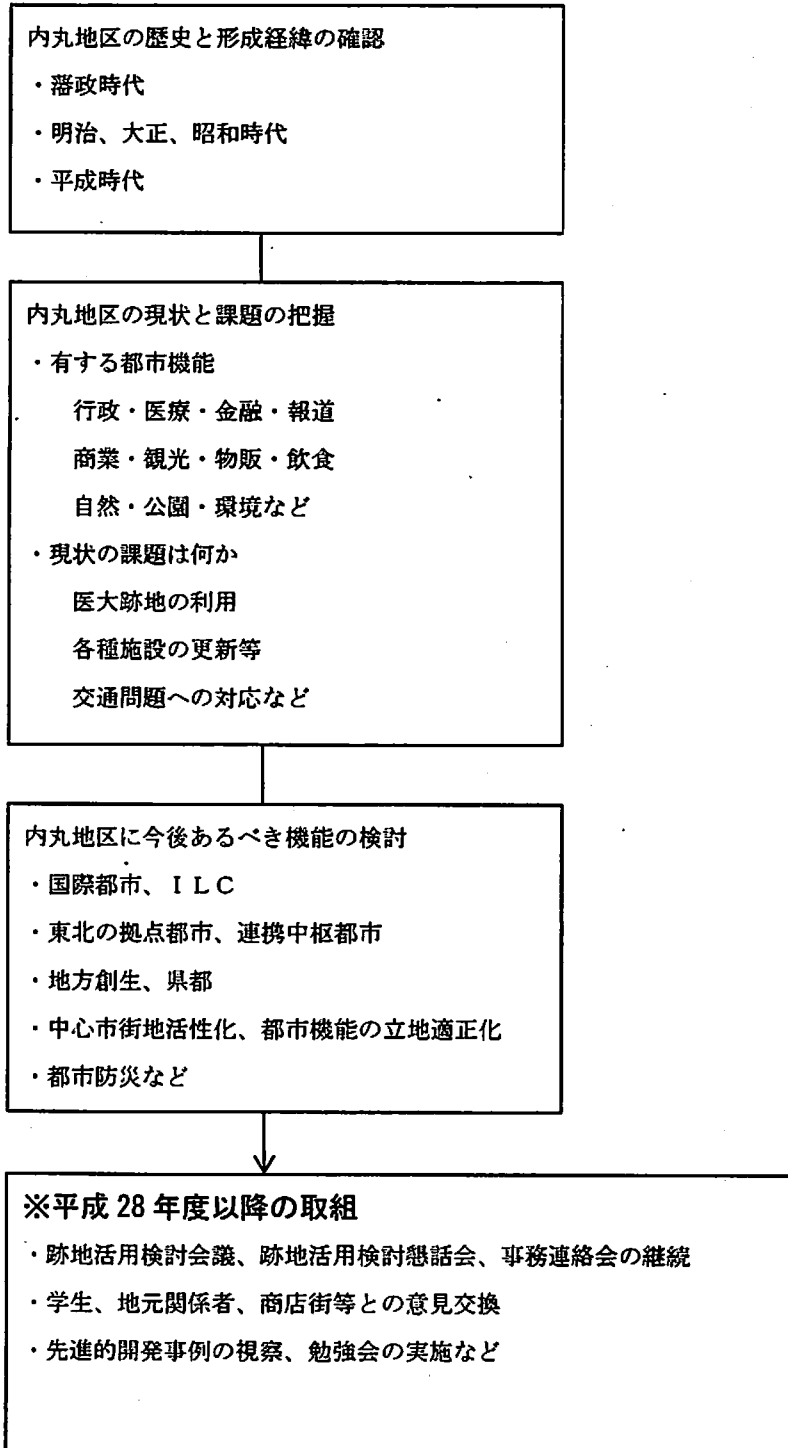 内丸地区の歴史と形成経緯の確認
・藩政時代
・明治、大正、昭和時代
・平成時代
内丸地区の現状と課題の把握
・有する都市機能
行政・医療・金融・報道
商業・観光・物販・飲食
自然・公園・環境など
・現状の課題は何か
医大跡地の利用
各種施設の更新等
交通問題への対応など
内丸地区に今後あるべき機能の検討
・国際都市、ＩＬＣ
・東北の拠点都市、連携中枢都市
・地方創生、県都
・中心市街地活性化、都市機能の立地適正化
・都市防災など
※平成 28 年度以降の取組
・跡地活用検討会議、跡地活用検討懇話会、事務連絡会の継続
・学生、地元関係者、商店街等との意見交換
・先進的開発事例の視察、勉強会の実施など